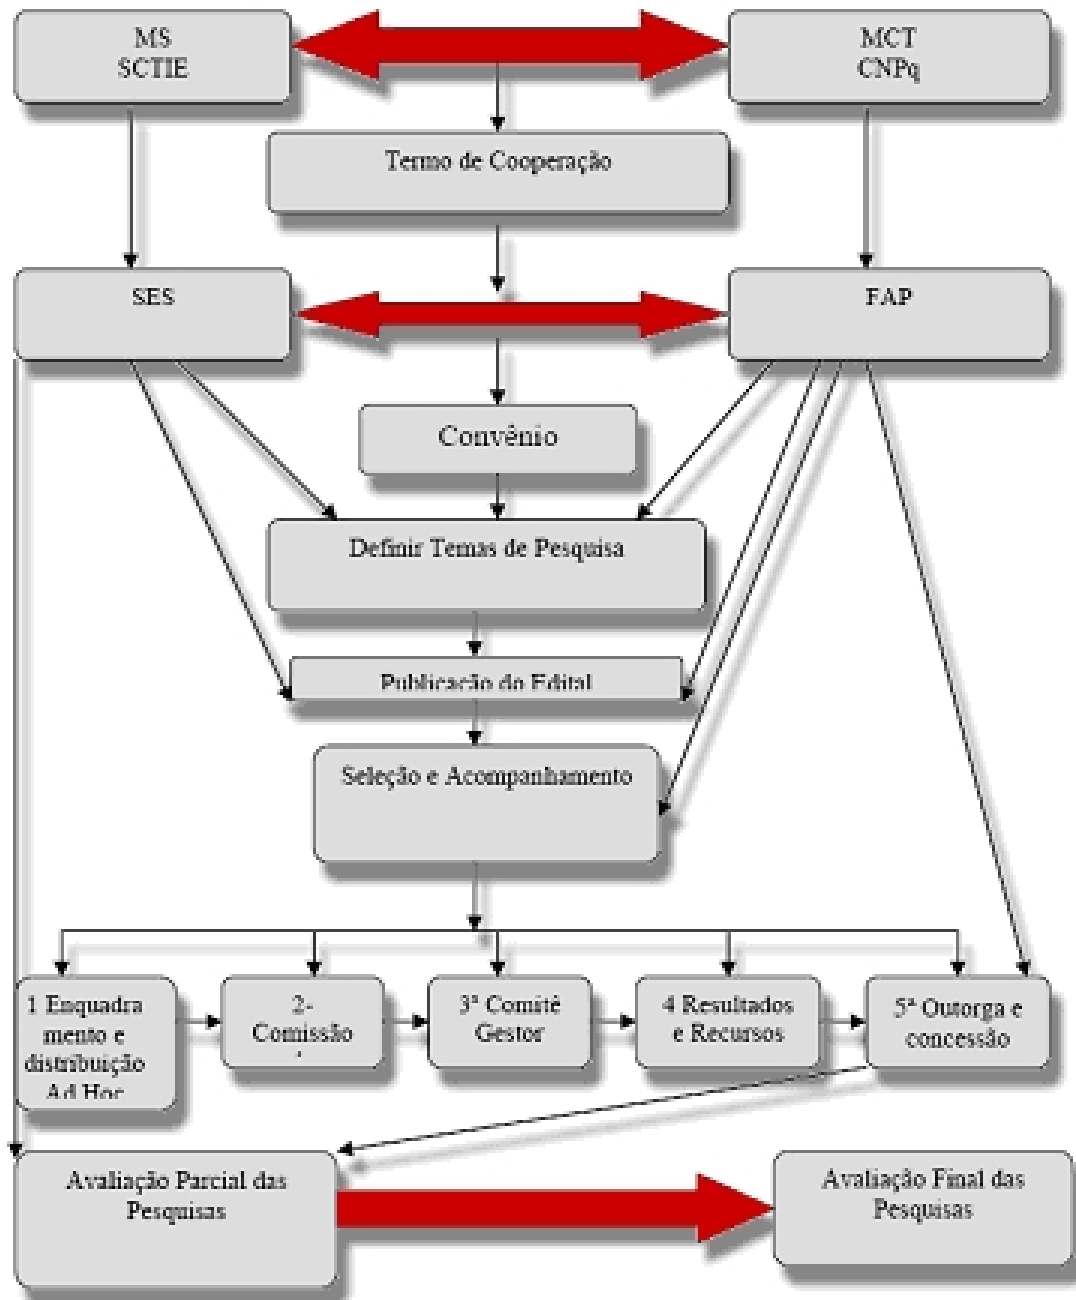 MS
SCTIE
MCT
CNPq
Termo de Cooperação
SES
FAP
Convênio
Definir Temas de Pesquisa
Publicação do Edital
Seleção e Acompanhamento
1 Enquadra
mento e
distribuição
Ad Hoc
2-
Comissão
3ª Comitê
Gestor
4 Resultados
e Recursos
5ª Outorga e
concessão
Avaliação Parcial das
Pesquisas
Avaliação Final das
Pesquisas